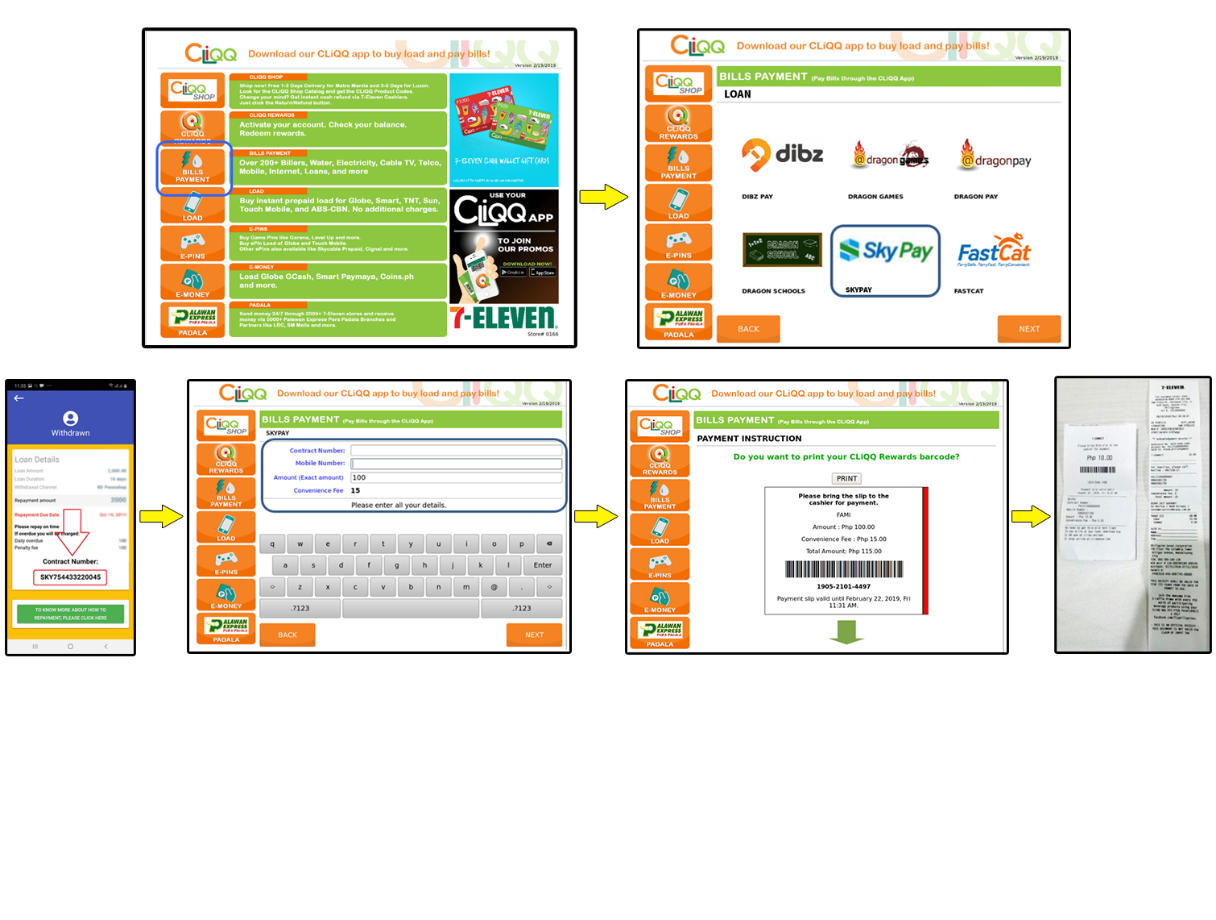 CLiQQ Download our CLiQQ app to buy load and pay bills!
Version 2/19/2019
CLiQQ SHOP
CLIQQ SHOP
Shop now! Free 1-3 Days Delivery for Metro Manila and 3-5 Days for Luzon.
Look for the CLiQQ Shop Catalog and get the CLiQQ Product Codes.
Change your mind? Get instant cash refund via 7-Eleven Cashiers.
Just click the Return/Refund button.
CLiQQ REWARDS
CLIQQ REWARDS
Activate your account. Check your balance.
Redeem rewards.
BILLS PAYMENT
BILLS PAYMENT
Over 200+ Billers, Water, Electricity, Cable TV, Telco,
Mobile, Internet, Loans, and more
LOAD
LOAD
Buy instant prepaid load for Globe, Smart, TNT, Sun,
Touch Mobile, and ABS-CBN. No additional charges.
E-PINS
E-PINS
Buy Game Pins like Garena, Level Up and more.
Buy ePin Load of Globe and Touch Mobile.
Other ePins also available like Skycable Prepaid, Cignal and more.
E-MONEY
E-MONEY
Load Globe GCash, Smart Paymaya, Coins.ph
and more.
PALAWAN EXPRESS PERA PADALA
PADALA
PADALA
Send money 24/7 through 2000+ 7-Eleven stores and receive
money via 5000+ Palawan Express Pera Padala Branches and
Partners like LBC, SM Malls and more.
7-ELEVEN CLIQQ WALLET GIFT CARD
USE YOUR
CLiQQ APP
TO JOIN
OUR PROMOS
DOWNLOAD NOW!
Google play App Store
7-ELEVEN
Store# 0166
CLiQQ Download our CLiQQ app to buy load and pay bills!
Version 2/19/2019
CLiQQ SHOP
CLiQQ REWARDS
BILLS PAYMENT
LOAD
E-PINS
E-MONEY
PALAWAN EXPRESS PERA PADALA
PADALA
BILLS PAYMENT (Pay Bills through the CLiQQ App)
LOAN
dibz
dragon games
dragonpay
DIBZ PAY
DRAGON GAMES
DRAGON PAY
DRAGON SCHOOL ABC
SkyPay
FastCat
DRAGON SCHOOLS
SKYPAY
FASTCAT
BACK
NEXT
Withdrawn
Loan Details
Loan Amount
Loan Duration
Withdrawal Channel
Repayment amount
Repayment Due Date:
Please repay on time
If overdue you will be charged:
Daily overdue
Penalty fee
Contract Number:
SKY754433220045
TO KNOW MORE ABOUT HOW TO
REPAYMENT, PLEASE CLICK HERE
CLiQQ Download our CLiQQ app to buy load and pay bills!
Version 2/19/2019
CLiQQ SHOP
CLiQQ REWARDS
BILLS PAYMENT
LOAD
E-PINS
E-MONEY
PALAWAN EXPRESS PERA PADALA
PADALA
BILLS PAYMENT (Pay Bills through the CLiQQ App)
SKYPAY
Contract Number:
Mobile Number:
Amount (Exact amount) 100
Convenience Fee 15
Please enter all your details.
q w e r t y u i o p
a s d f g h j k l Enter
z x c v b n m @ .
.?123 .?123
BACK
NEXT
CLiQQ Download our CLiQQ app to buy load and pay bills!
Version 2/19/2019
CLiQQ SHOP
CLiQQ REWARDS
BILLS PAYMENT
LOAD
E-PINS
E-MONEY
PALAWAN EXPRESS PERA PADALA
PADALA
BILLS PAYMENT (Pay Bills through the CLiQQ App)
PAYMENT INSTRUCTION
Do you want to print your CLiQQ Rewards barcode?
PRINT
Please bring the slip to the
cashier for payment.
FAMI
Amount : Php 100.00
Convenience Fee : Php 15.00
Total Amount: Php 115.00
1905-2101-4497
Payment slip valid until February 22, 2019, Fri
11:31 AM.
7-ELEVEN
Php 18.00